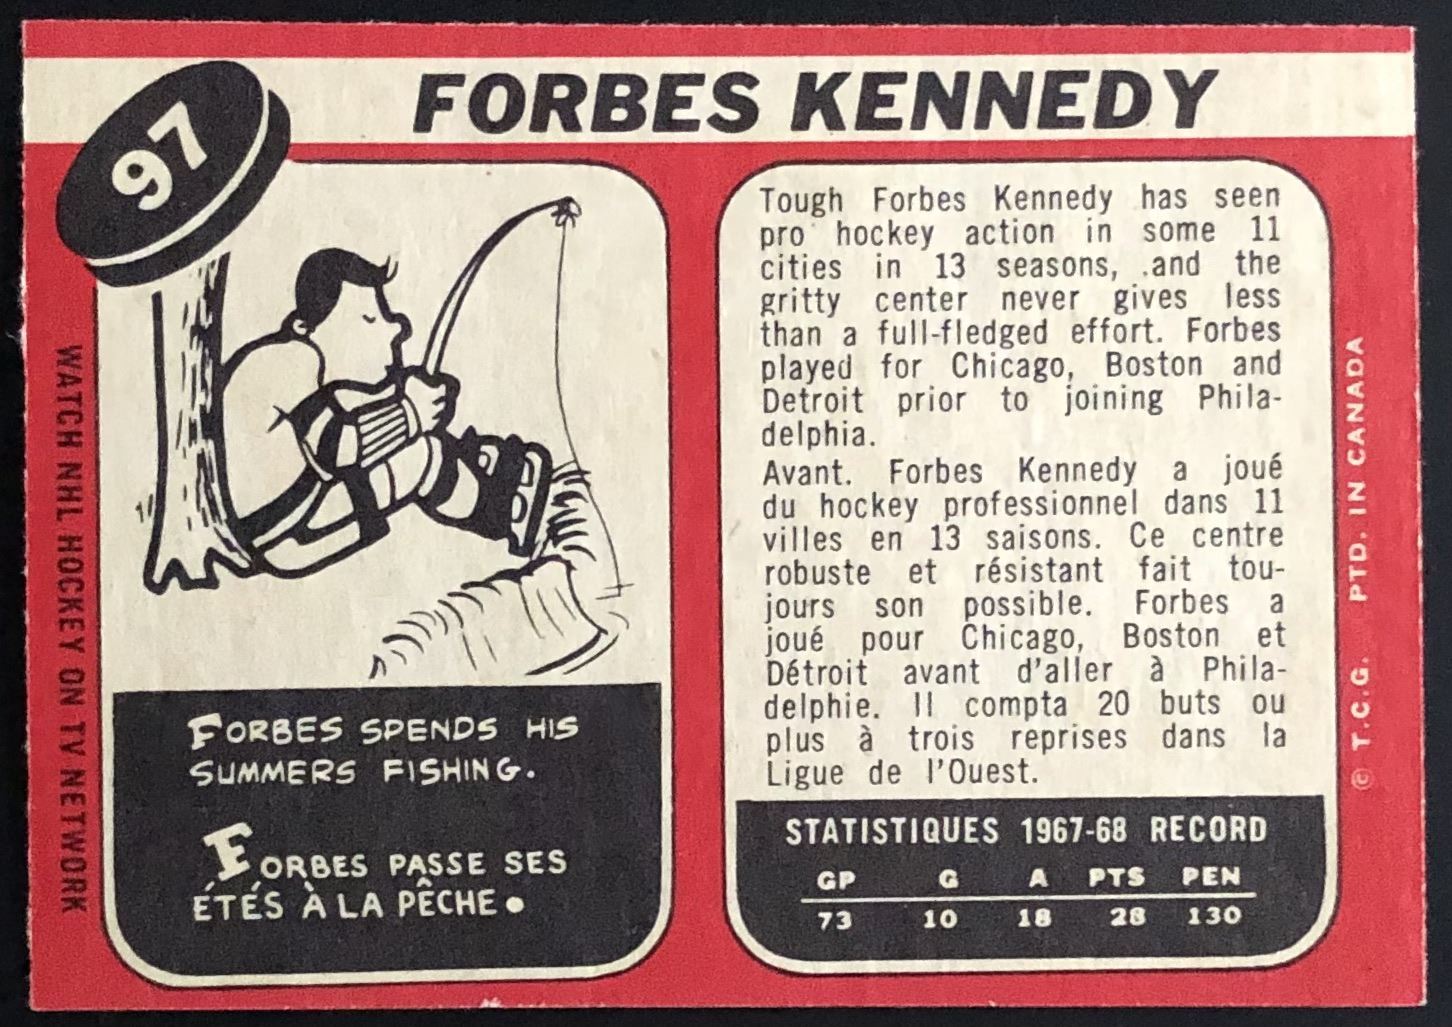 97
FORBES KENNEDY
WATCH NHL HOCKEY ON TV NETWORK
FORBES SPENDS HIS
SUMMERS FISHING.
FORBES PASSE SES
ÉTÉS À LA PÊCHE.
Tough Forbes Kennedy has seen
pro hockey action in some 11
cities in 13 seasons, and the
gritty center never gives less
than a full-fledged effort. Forbes
played for Chicago, Boston and
Detroit prior to joining Phila-
delphia.
Avant. Forbes Kennedy a joué
du hockey professionnel dans 11
villes en 13 saisons. Ce centre
robuste et résistant fait tou-
jours son possible. Forbes a
joué pour Chicago, Boston et
Détroit avant d'aller à Phila-
delphie. Il compta 20 buts ou
plus à trois reprises dans la
Ligue de l'Ouest.
STATISTIQUES 1967-68 RECORD
GP G A PTS PEN
73 10 18 28 130
© T.C.G. PTD. IN CANADA